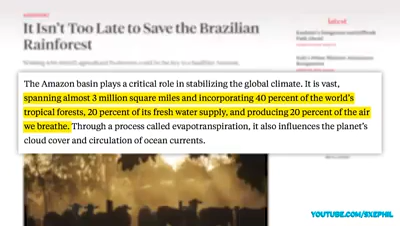 It Isn't Too Late to Save the Brazilian
Rainforest
latest
The Amazon basin plays a critical role in stabilizing the global climate. It is vast,
spanning almost 3 million square miles and incorporating 40 percent of the world's
tropical forests, 20 percent of its fresh water supply, and producing 20 percent of the air
we breathe. Through a process called evapotranspiration, it also influences the planet's
cloud cover and circulation of ocean currents.
YOUTUBE.COM/SXEPHIL